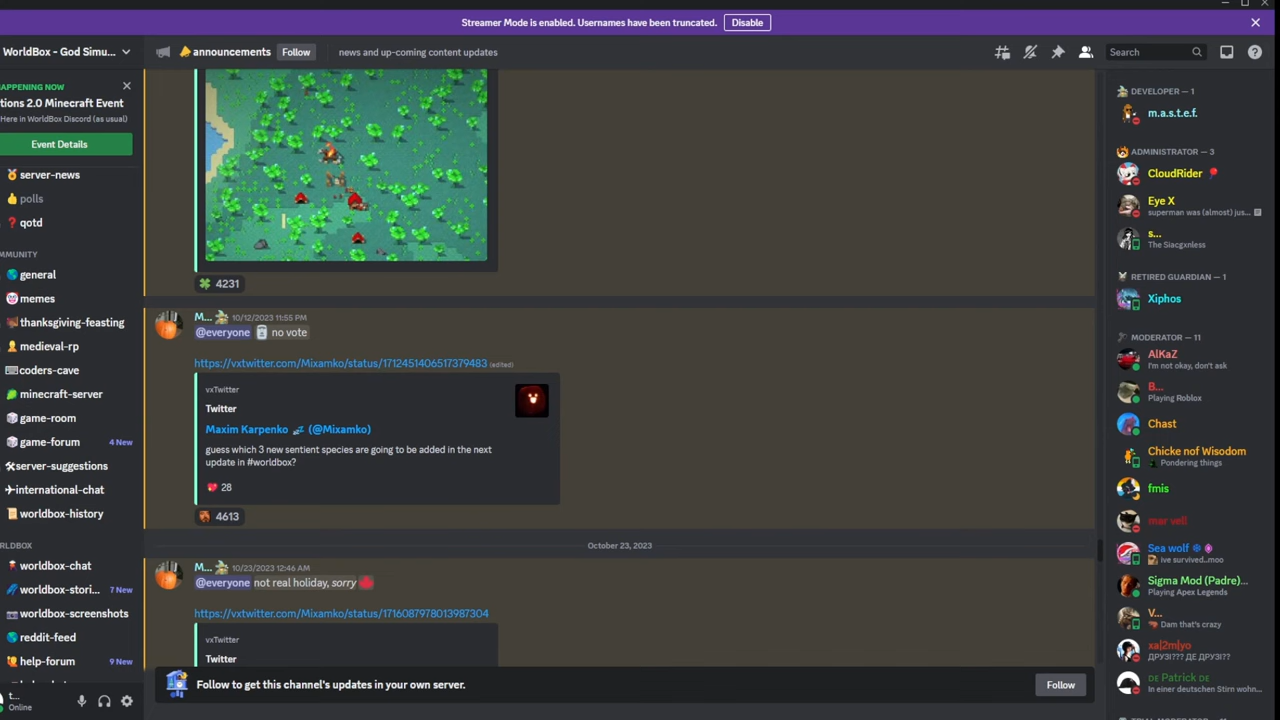 Streamer Mode is enabled. Usernames have been truncated.
Disable
WorldBox - God Simu...
announcements
Follow
news and up-coming content updates
Search
HAPPENING NOW
tions 2.0 Minecraft Event
Here in WorldBox Discord (as usual)
Event Details
server-news
polls
qotd
MMUNITY
general
memes
thanksgiving-feasting
medieval-rp
coders-cave
minecraft-server
game-room
game-forum
4 New
server-suggestions
international-chat
worldbox-history
RLDBOX
worldbox-chat
worldbox-stori...
7 New
worldbox-screenshots
reddit-feed
help-forum
9 New
t...
Online
4231
M...
10/12/2023 11:55 PM
@everyone no vote
https://vxtwitter.com/Mixamko/status/1712451406517379483 (edited)
vxTwitter
Twitter
Maxim Karpenko (@Mixamko)
guess which 3 new sentient species are going to be added in the next
update in #worldbox?
28
4613
October 23, 2023
M...
10/23/2023 12:46 AM
@everyone not real holiday, sorry
https://vxtwitter.com/Mixamko/status/1716087978013987304
vxTwitter
Twitter
Follow to get this channel's updates in your own server.
Follow
DEVELOPER — 1
m.a.s.t.e.f.
ADMINISTRATOR — 3
CloudRider
Eye X
superman was (almost) jus...
s...
The Siacgxnless
RETIRED GUARDIAN — 1
Xiphos
MODERATOR — 11
AlKaZ
I'm not okay, don't ask
B...
Playing Roblox
Chast
Chicke nof Wisodom
Pondering things
fmis
mar vell
Sea wolf
ive survived..moo
Sigma Mod (Padre)...
Playing Apex Legends
V...
Dam that's crazy
xa|2m|yo
ДРУЗІ??? ДЕ ДРУЗІ??
DE Patrick DE
In einer deutschen Stirn wohn...